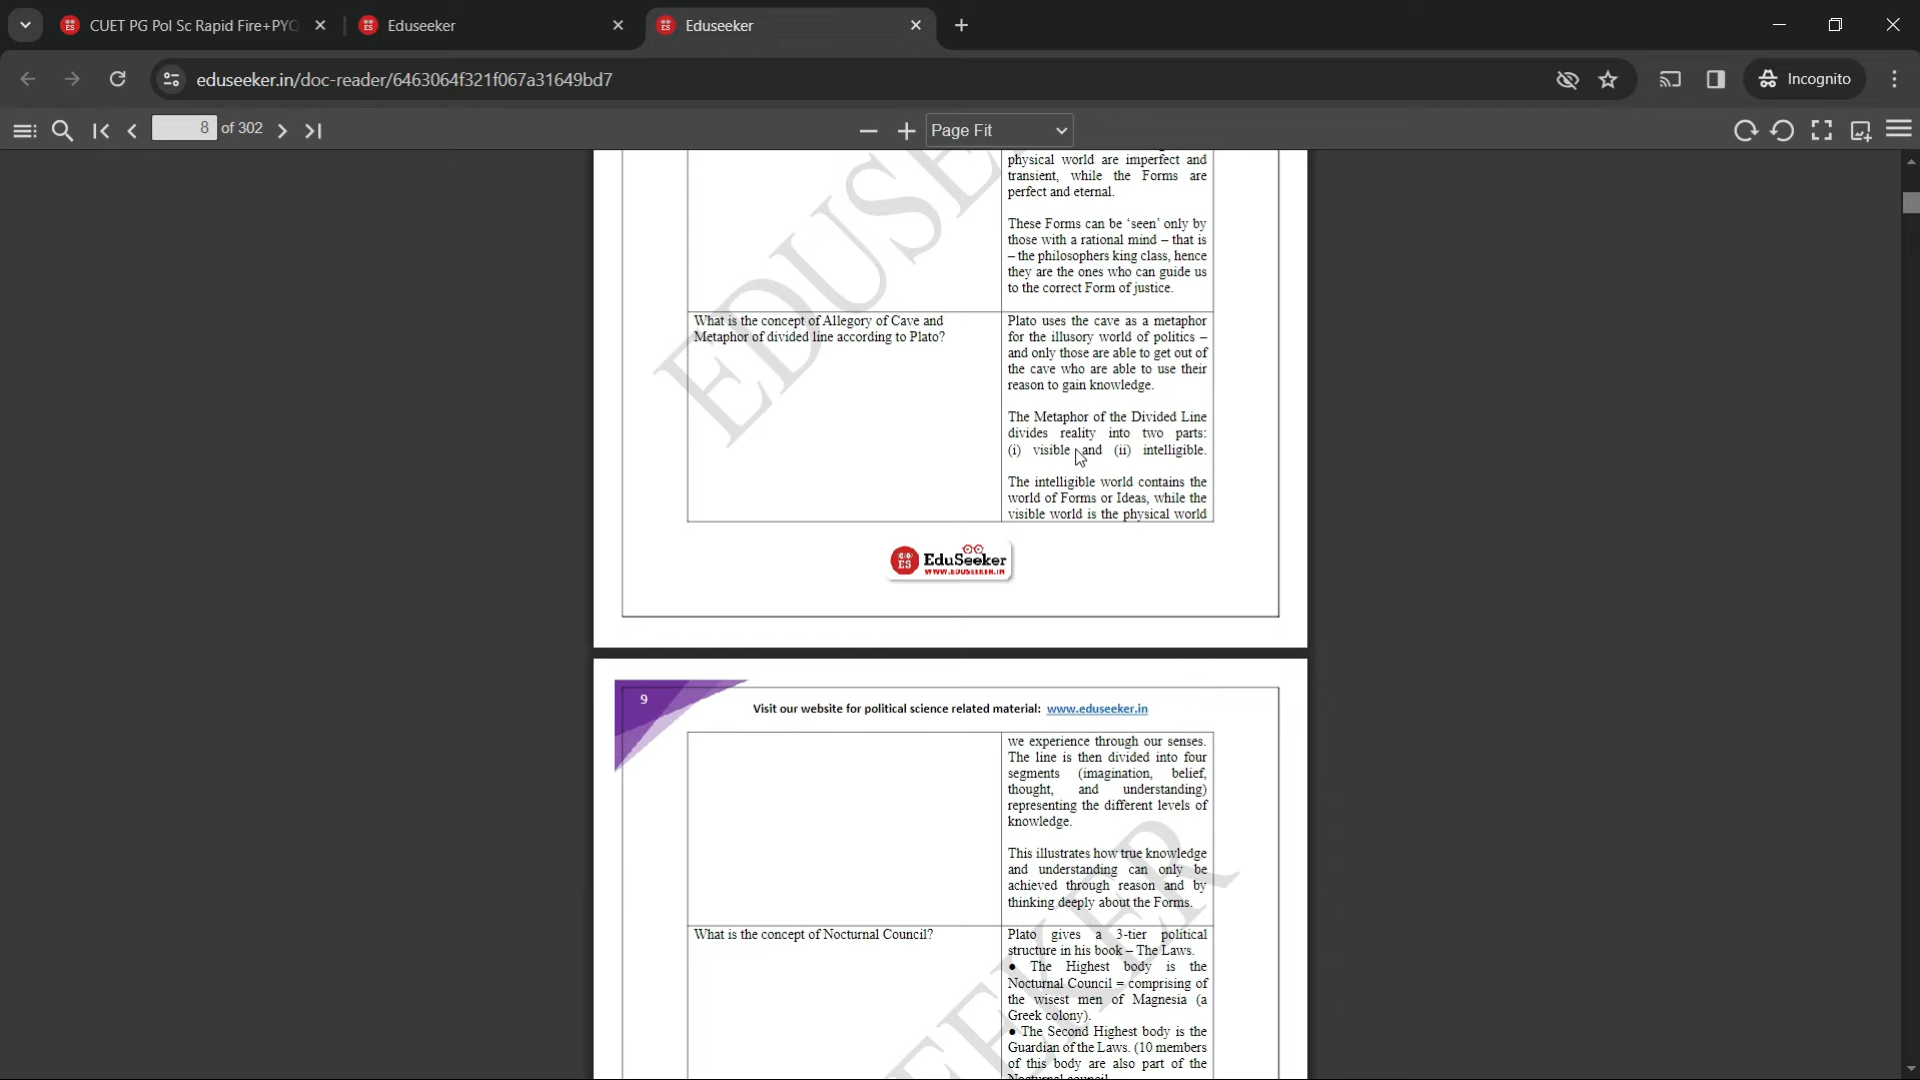 CUET PG Pol Sc Rapid Fire+PYQ
Eduseeker
Eduseeker
eduseeker.in/doc-reader/6463064f321f067a31649bd7
Incognito
8 of 302
Page Fit
physical world are imperfect and
transient, while the Forms are
perfect and eternal.
These Forms can be ‘seen’ only by
those with a rational mind – that is
– the philosophers king class, hence
they are the ones who can guide us
to the correct Form of justice.
What is the concept of Allegory of Cave and
Metaphor of divided line according to Plato?
Plato uses the cave as a metaphor
for the illusory world of politics –
and only those are able to get out of
the cave who are able to use their
reason to gain knowledge.
The Metaphor of the Divided Line
divides reality into two parts:
(i) visible and (ii) intelligible.
The intelligible world contains the
world of Forms or Ideas, while the
visible world is the physical world
EDUSE
ES EduSeeker
WWW.EDUSEEKER.IN
9
Visit our website for political science related material: www.eduseeker.in
we experience through our senses.
The line is then divided into four
segments (imagination, belief,
thought, and understanding)
representing the different levels of
knowledge.
This illustrates how true knowledge
and understanding can only be
achieved through reason and by
thinking deeply about the Forms.
What is the concept of Nocturnal Council?
Plato gives a 3-tier political
structure in his book – The Laws.
● The Highest body is the
Nocturnal Council = comprising of
the wisest men of Magnesia (a
Greek colony).
● The Second Highest body is the
Guardian of the Laws. (10 members
of this body are also part of the
Nocturnal council
EKER